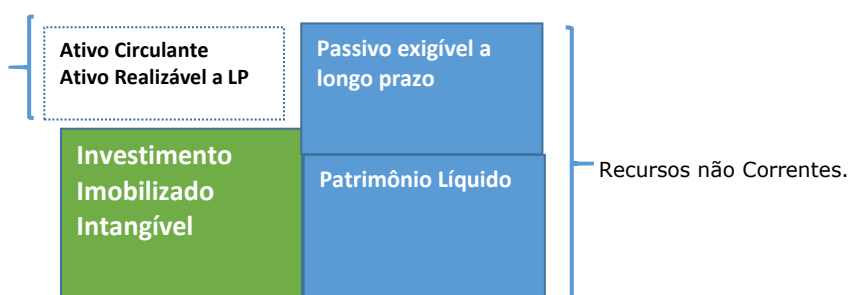 Ativo Circulante
Ativo Realizável a LP
Passivo exigível a
longo prazo
Investimento
Imobilizado
Intangível
Patrimônio Líquido
Recursos não Correntes.